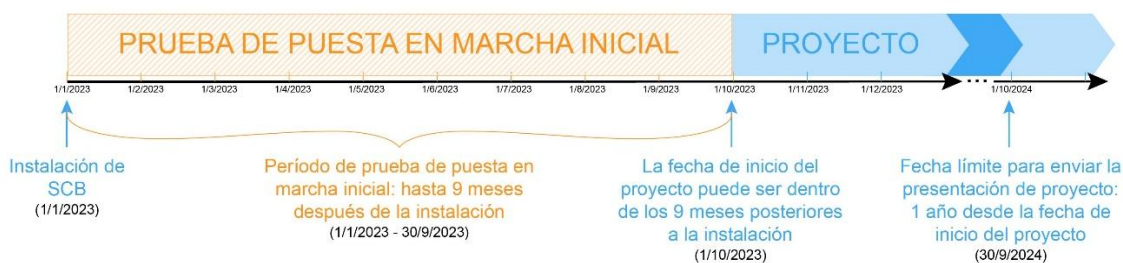 PRUEBA DE PUESTA EN MARCHA INICIAL
PROYECTO
1/1/2023 1/2/2023 1/3/2023 1/4/2023 1/5/2023 1/6/2023 1/7/2023 1/8/2023 1/9/2023 1/10/2023 1/11/2023 1/12/2023 1/10/2024
Instalación de
SCB
(1/1/2023)
Período de prueba de puesta en
marcha inicial: hasta 9 meses
después de la instalación
(1/1/2023 - 30/9/2023)
La fecha de inicio del
proyecto puede ser dentro
de los 9 meses posteriores
a la instalación
(1/10/2023)
Fecha límite para enviar la
presentación de proyecto:
1 año desde la fecha de
inicio del proyecto
(30/9/2024)